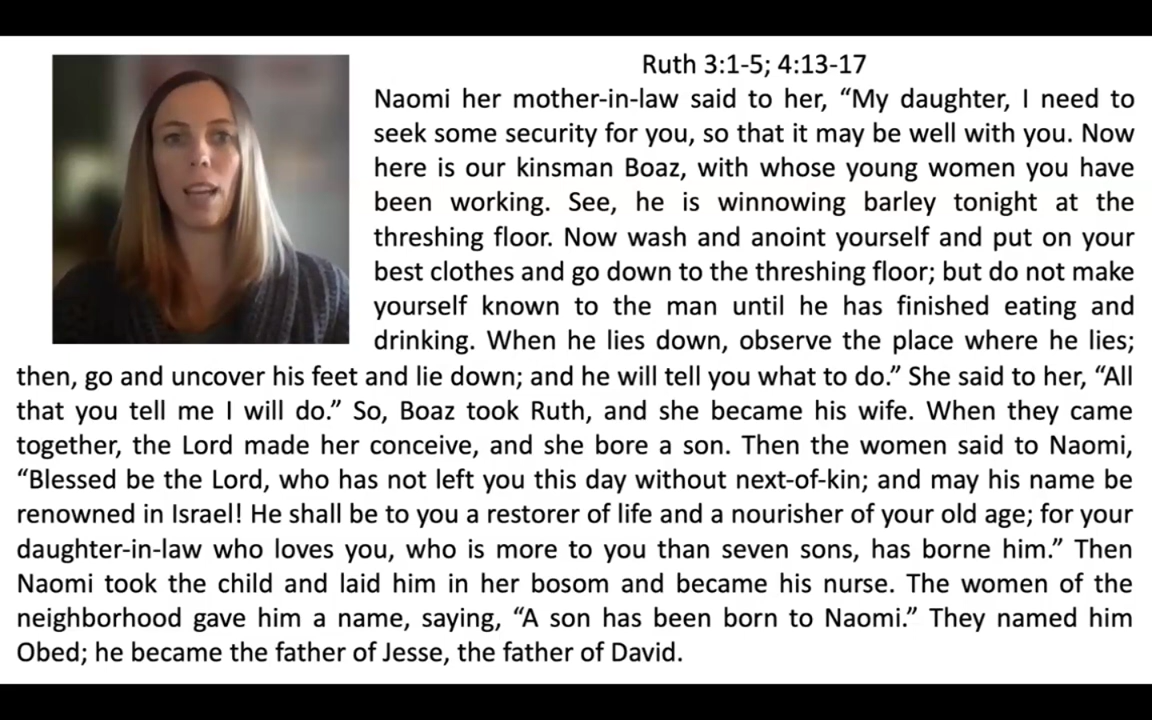 Ruth 3:1-5; 4:13-17
Naomi her mother-in-law said to her, “My daughter, I need to
seek some security for you, so that it may be well with you. Now
here is our kinsman Boaz, with whose young women you have
been working. See, he is winnowing barley tonight at the
threshing floor. Now wash and anoint yourself and put on your
best clothes and go down to the threshing floor; but do not make
yourself known to the man until he has finished eating and
drinking. When he lies down, observe the place where he lies;
then, go and uncover his feet and lie down; and he will tell you what to do.” She said to her, “All
that you tell me I will do.” So, Boaz took Ruth, and she became his wife. When they came
together, the Lord made her conceive, and she bore a son. Then the women said to Naomi,
“Blessed be the Lord, who has not left you this day without next-of-kin; and may his name be
renowned in Israel! He shall be to you a restorer of life and a nourisher of your old age; for your
daughter-in-law who loves you, who is more to you than seven sons, has borne him.” Then
Naomi took the child and laid him in her bosom and became his nurse. The women of the
neighborhood gave him a name, saying, “A son has been born to Naomi.” They named him
Obed; he became the father of Jesse, the father of David.